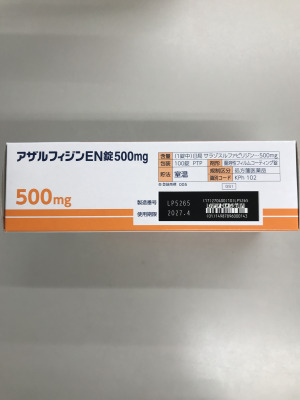 アザルフィジンEN錠500mg
500mg
含量 (1錠中)日局 サラゾスルファピリジン…500mg
包装 100錠 PTP 剤形 腸溶性フィルムコーティング錠
貯法 室温 規制区分 処方箋医薬品
識別コード KPh 102
製造番号 LPS265
使用期限 2027.4